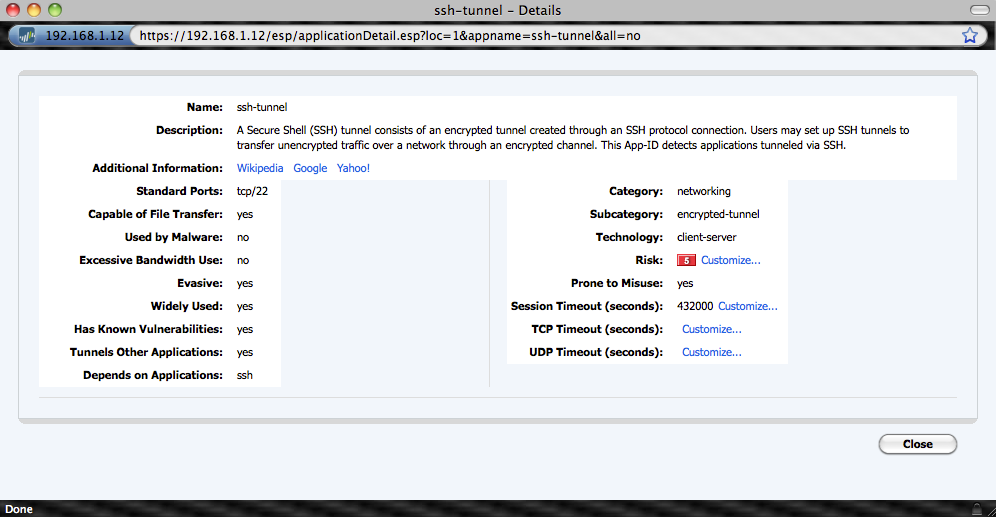 ssh-tunnel – Details
192.168.1.12 https://192.168.1.12/esp/applicationDetail.esp?loc=1&appname=ssh-tunnel&all=no
Name: ssh-tunnel
Description: A Secure Shell (SSH) tunnel consists of an encrypted tunnel created through an SSH protocol connection. Users may set up SSH tunnels to
transfer unencrypted traffic over a network through an encrypted channel. This App-ID detects applications tunneled via SSH.
Additional Information: Wikipedia Google Yahoo!
Standard Ports: tcp/22
Capable of File Transfer: yes
Used by Malware: no
Excessive Bandwidth Use: no
Evasive: yes
Widely Used: yes
Has Known Vulnerabilities: yes
Tunnels Other Applications: yes
Depends on Applications: ssh
Category: networking
Subcategory: encrypted-tunnel
Technology: client-server
Risk: 5 Customize...
Prone to Misuse: yes
Session Timeout (seconds): 432000 Customize...
TCP Timeout (seconds): Customize...
UDP Timeout (seconds): Customize...
Close
Done